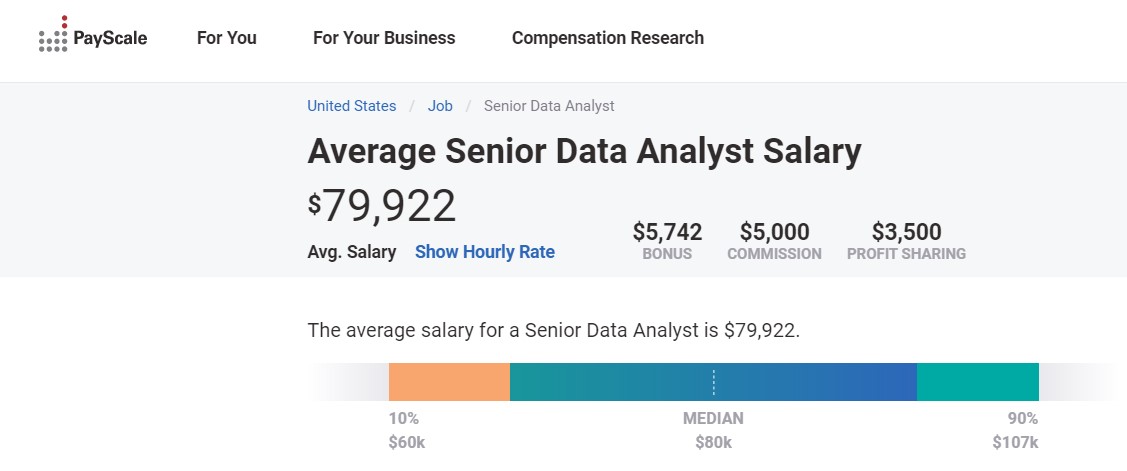 PayScale For You For Your Business Compensation Research
United States / Job / Senior Data Analyst
Average Senior Data Analyst Salary
$79,922
Avg. Salary Show Hourly Rate
$5,742 $5,000 $3,500
BONUS COMMISSION PROFIT SHARING
The average salary for a Senior Data Analyst is $79,922.
10% MEDIAN 90%
$60k $80k $107k